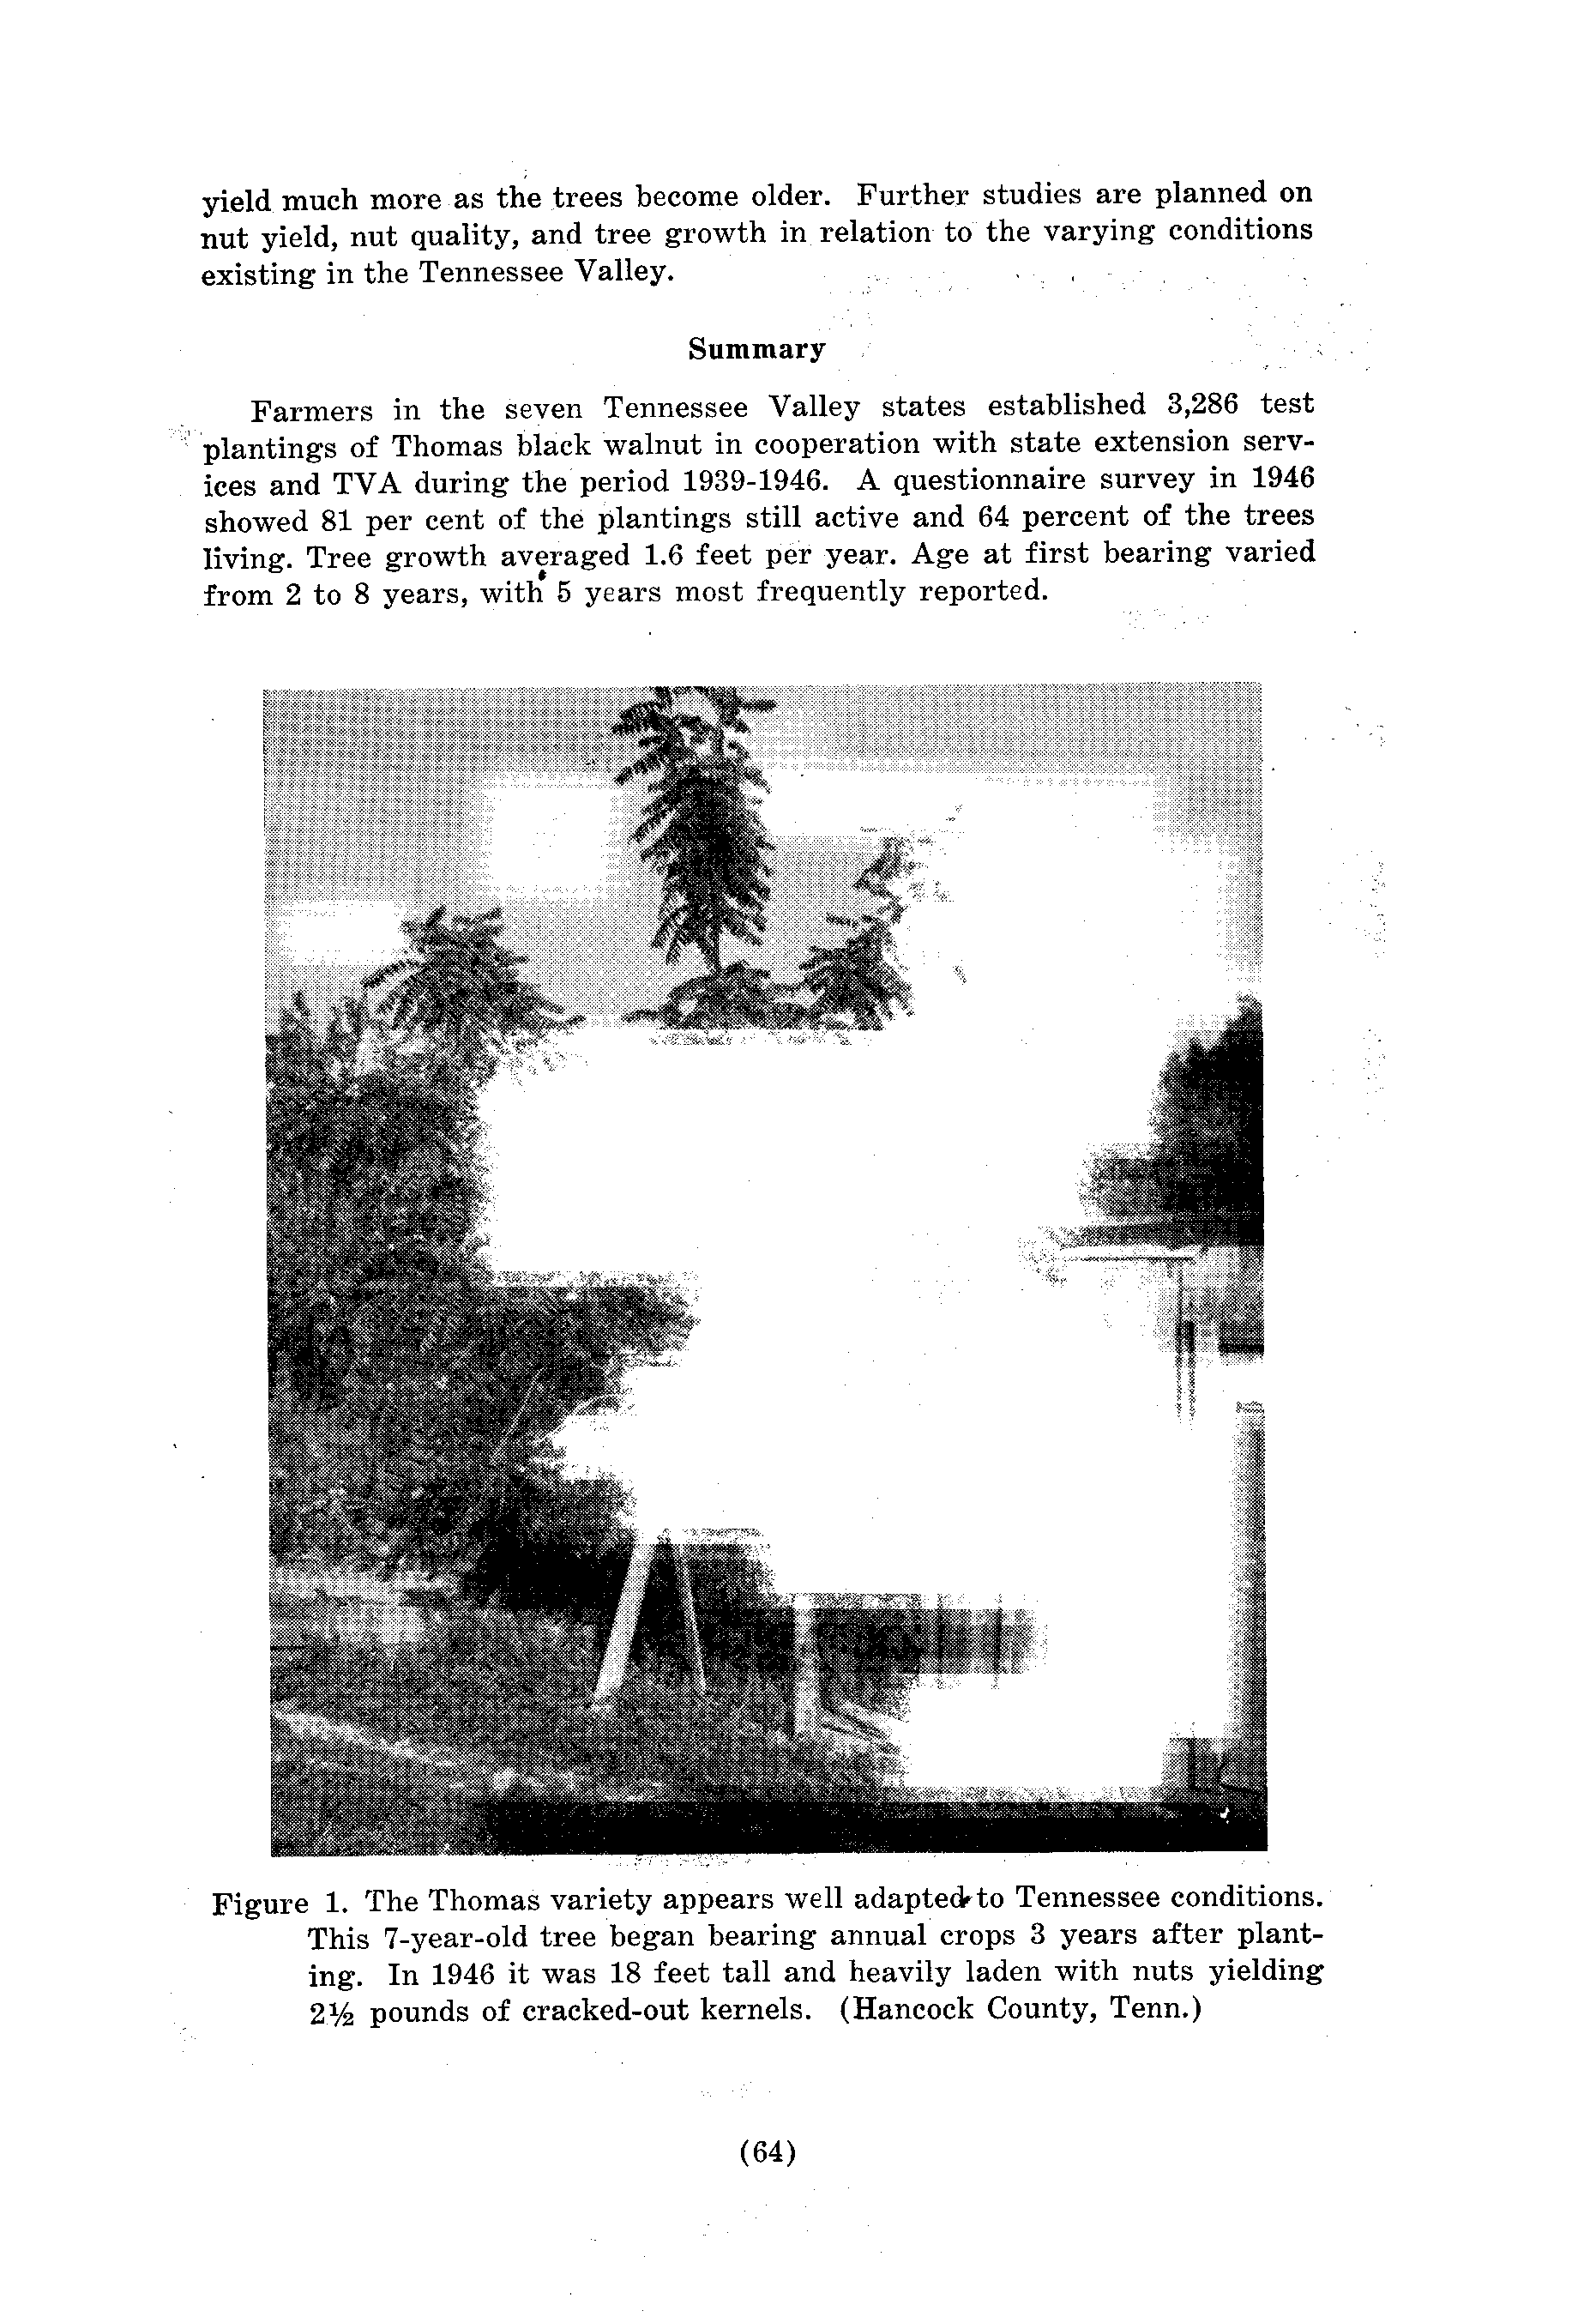 yield much more as the trees become older. Further studies are planned on
nut yield, nut quality, and tree growth in relation to the varying conditions
existing in the Tennessee Valley.
Summary
Farmers in the seven Tennessee Valley states established 3,286 test
plantings of Thomas black walnut in cooperation with state extension serv-
ices and TVA during the period 1939-1946. A questionnaire survey in 1946
showed 81 per cent of the plantings still active and 64 percent of the trees
living. Tree growth averaged 1.6 feet per year. Age at first bearing varied
from 2 to 8 years, with 5 years most frequently reported.
Figure 1. The Thomas variety appears well adapted to Tennessee conditions.
This 7-year-old tree began bearing annual crops 3 years after plant-
ing. In 1946 it was 18 feet tall and heavily laden with nuts yielding
2½ pounds of cracked-out kernels. (Hancock County, Tenn.)
(64)